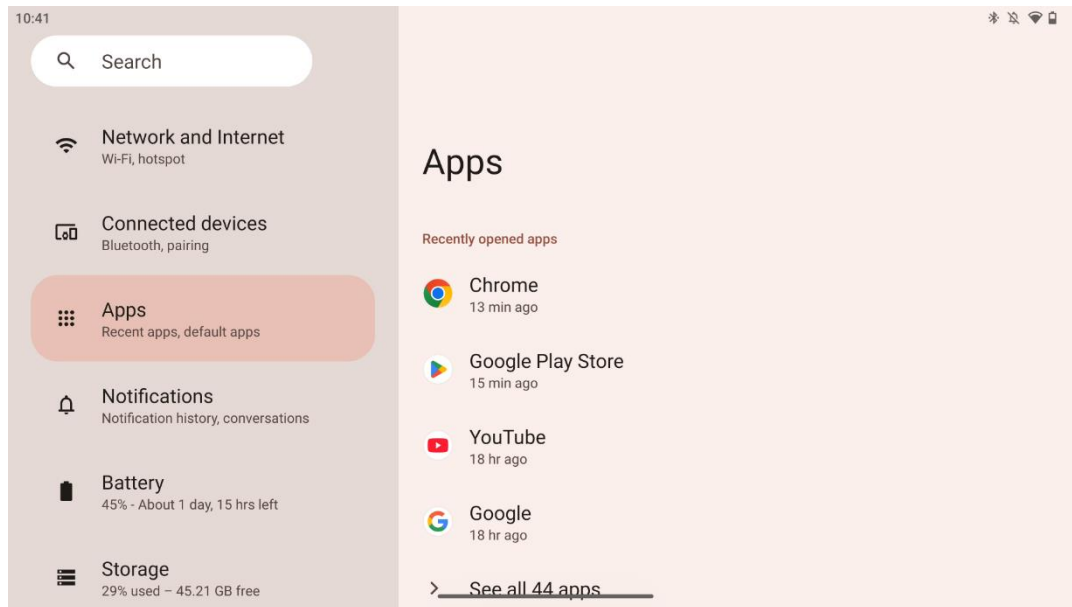 10:41
Search
Network and Internet
Wi-Fi, hotspot
Connected devices
Bluetooth, pairing
Apps
Recent apps, default apps
Notifications
Notification history, conversations
Battery
45% - About 1 day, 15 hrs left
Storage
29% used – 45.21 GB free
Apps
Recently opened apps
Chrome
13 min ago
Google Play Store
15 min ago
YouTube
18 hr ago
Google
18 hr ago
See all 44 apps